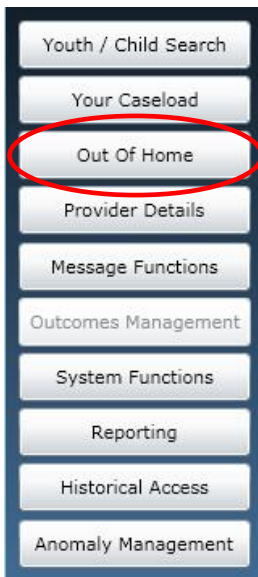 Youth / Child Search
Your Caseload
Out Of Home
Provider Details
Message Functions
Outcomes Management
System Functions
Reporting
Historical Access
Anomaly Management